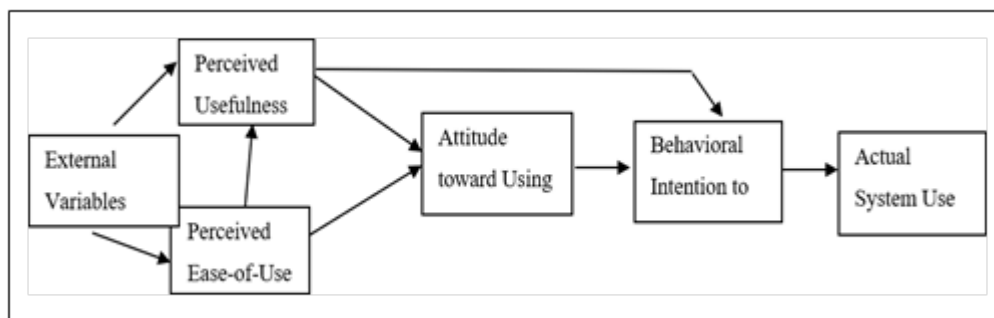 Perceived
Usefulness
External
Variables
Perceived
Ease-of-Use
Attitude
toward Using
Behavioral
Intention to
Actual
System Use